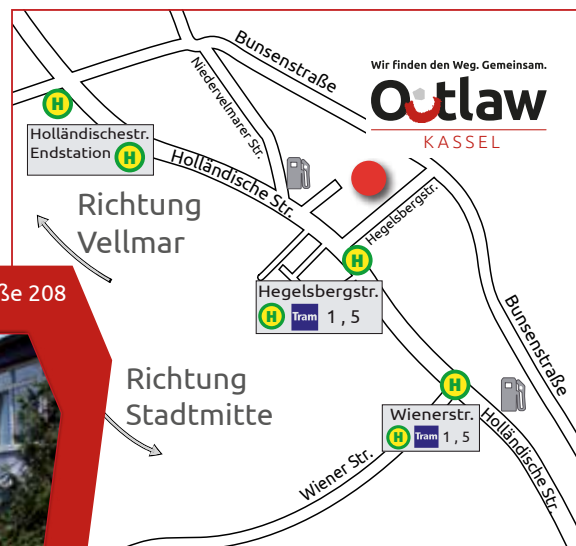 Bunsenstraße
Wir finden den Weg. Gemeinsam.
Outlaw
KASSEL
Niedervelmarer Str.
H
Holländischestr.
Endstation H
Holländische Str.
Richtung
Vellmar
Hegelsbergstr.
H
Hegelsbergstr.
H Tram 1 , 5
ße 208
Bunsenstraße
Richtung
Stadtmitte
H
Wienerstr.
H Tram 1 , 5
Holländische Str.
Wiener Str.